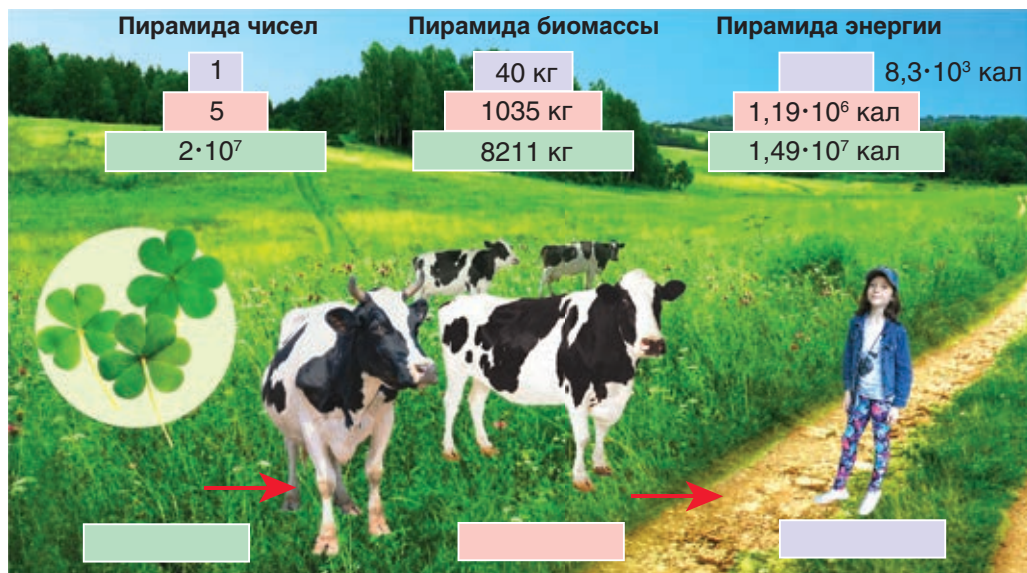 Пирамида чисел
1
5
2·10⁷
Пирамида биомассы
40 кг
1035 кг
8211 кг
Пирамида энергии
8,3·10³ кал
1,19·10⁶ кал
1,49·10⁷ кал